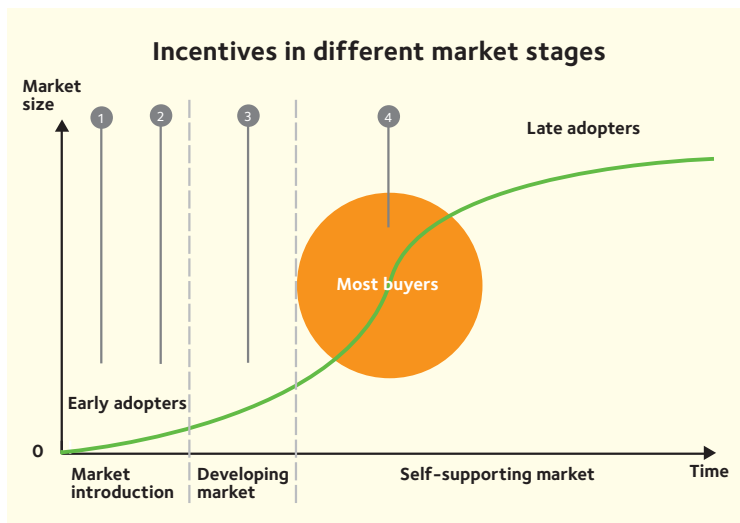 Incentives in different market stages
Market
size
1
2
3
4
Late adopters
Most buyers
Early adopters
0
Market
introduction
Developing
market
Self-supporting market
Time